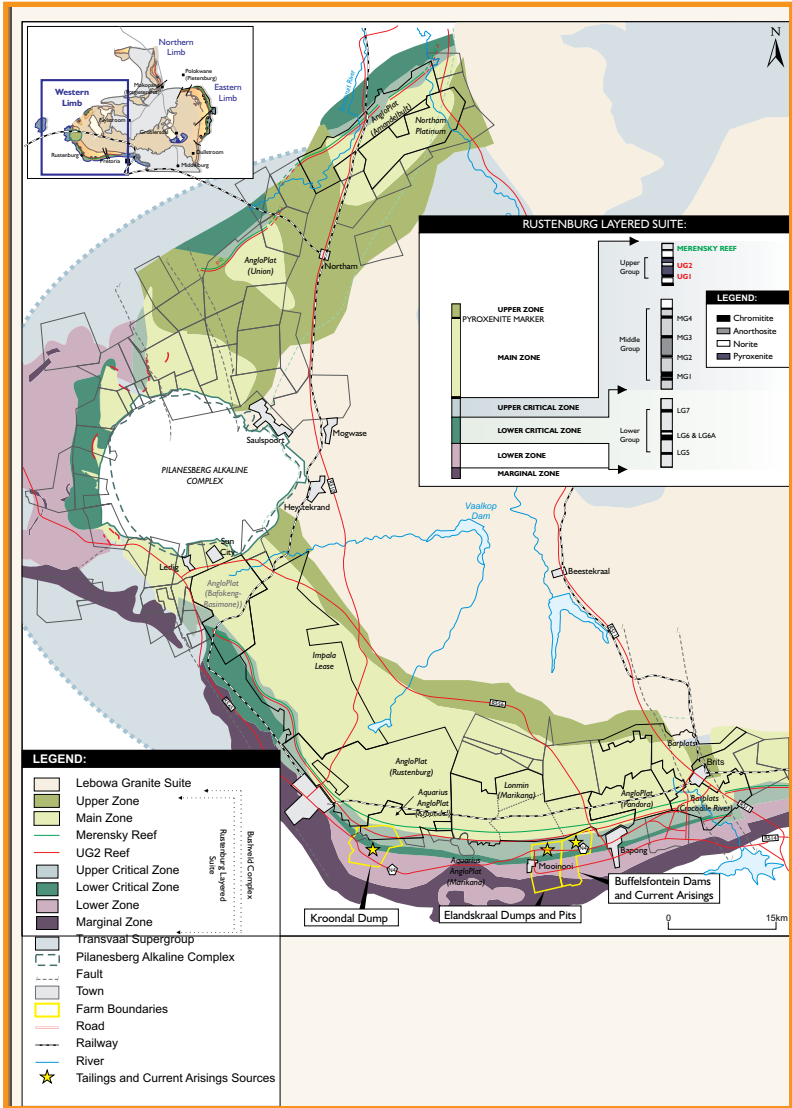 Northern
Limb
Polokwane
(Pietersburg)
Mokopane
Eastern
Limb
Western
Limb
Rustenburg
Pretoria
Middelburg
N
AngloPlat
(Amandelbult)
Northam
Platinum
AngloPlat
(Union)
Northam
RUSTENBURG LAYERED SUITE:
MERENSKY REEF
Upper
Group
UG2
UG1
LEGEND:
Chromitite
Anorthosite
Norite
Pyroxenite
Middle
Group
MG4
MG3
MG2
MG1
Lower
Group
LG7
LG6 & LG6A
LG5
UPPER ZONE
PYROXENITE MARKER
MAIN ZONE
UPPER CRITICAL ZONE
LOWER CRITICAL ZONE
LOWER ZONE
MARGINAL ZONE
Saulspoort
Mogwase
PILANESBERG ALKALINE
COMPLEX
Heystekrand
Vaalkop
Dam
Sun
City
Ledig
Beestekraal
AngloPlat
(Bafokeng-
Rasimone))
Impala
Lease
R556
AngloPlat
(Rustenburg)
Lonmin
(Marikana)
AngloPlat
(Pandora)
Barplats
Brits
Barplats
(Crocodile River)
Aquarius
AngloPlat
(Kroondal)
Aquarius
AngloPlat
(Marikana)
Mooinooi
Bapong
Kroondal Dump
Elandskraal Dumps and Pits
Buffelsfontein Dams
and Current Arisings
0 15km
LEGEND:
Lebowa Granite Suite
Upper Zone
Main Zone
Merensky Reef
UG2 Reef
Upper Critical Zone
Lower Critical Zone
Lower Zone
Marginal Zone
Rustenburg Layered
Suite
Bushveld Complex
Transvaal Supergroup
Pilanesberg Alkaline Complex
Fault
Town
Farm Boundaries
Road
Railway
River
Tailings and Current Arisings Sources